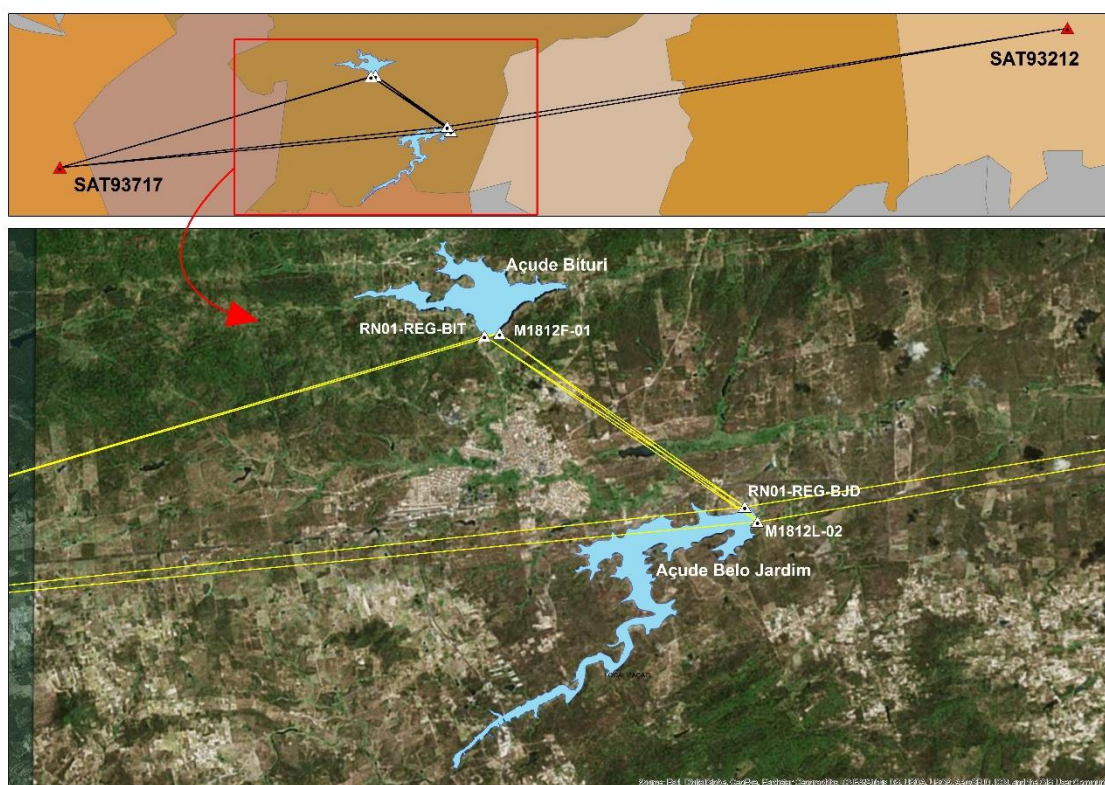 SAT93212
SAT93717
Açude Bituri
RN01-REG-BIT
M1812F-01
RN01-REG-BJD
M1812L-02
Açude Belo Jardim